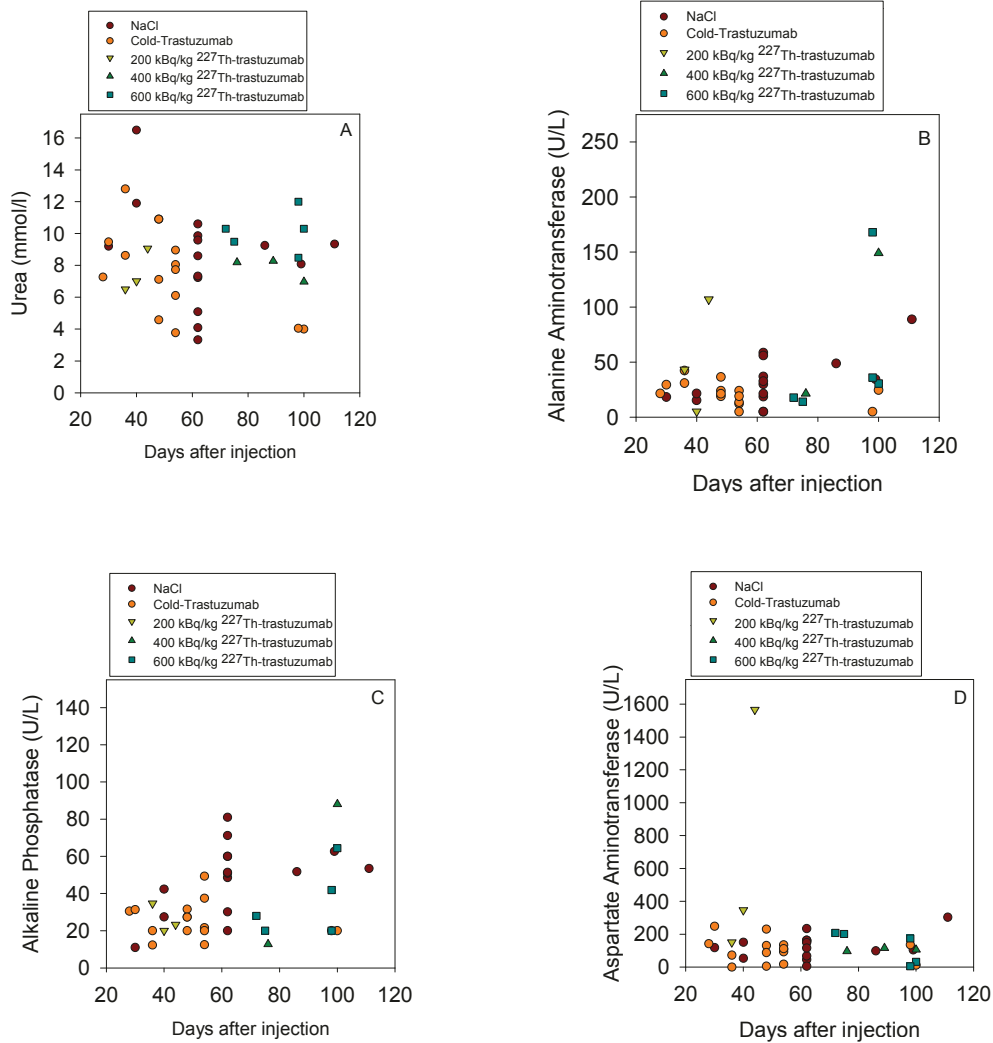 NaCl
Cold-Trastuzumab
200 kBq/kg 227Th-trastuzumab
400 kBq/kg 227Th-trastuzumab
600 kBq/kg 227Th-trastuzumab
A
Urea (mmol/l)
16
14
12
10
8
6
4
2
0
20 40 60 80 100 120
Days after injection
NaCl
Cold-Trastuzumab
200 kBq/kg 227Th-trastuzumab
400 kBq/kg 227Th-trastuzumab
600 kBq/kg 227Th-trastuzumab
B
Alanine Aminotransferase (U/L)
250
200
150
100
50
0
20 40 60 80 100 120
Days after injection
NaCl
Cold-Trastuzumab
200 kBq/kg 227Th-trastuzumab
400 kBq/kg 227Th-trastuzumab
600 kBq/kg 227Th-trastuzumab
C
Alkaline Phosphatase (U/L)
140
120
100
80
60
40
20
0
20 40 60 80 100 120
Days after injection
NaCl
Cold-Trastuzumab
200 kBq/kg 227Th-trastuzumab
400 kBq/kg 227Th-trastuzumab
600 kBq/kg 227Th-trastuzumab
D
Aspartate Aminotransferase (U/L)
1600
1400
1200
1000
800
600
400
200
0
20 40 60 80 100 120
Days after injection